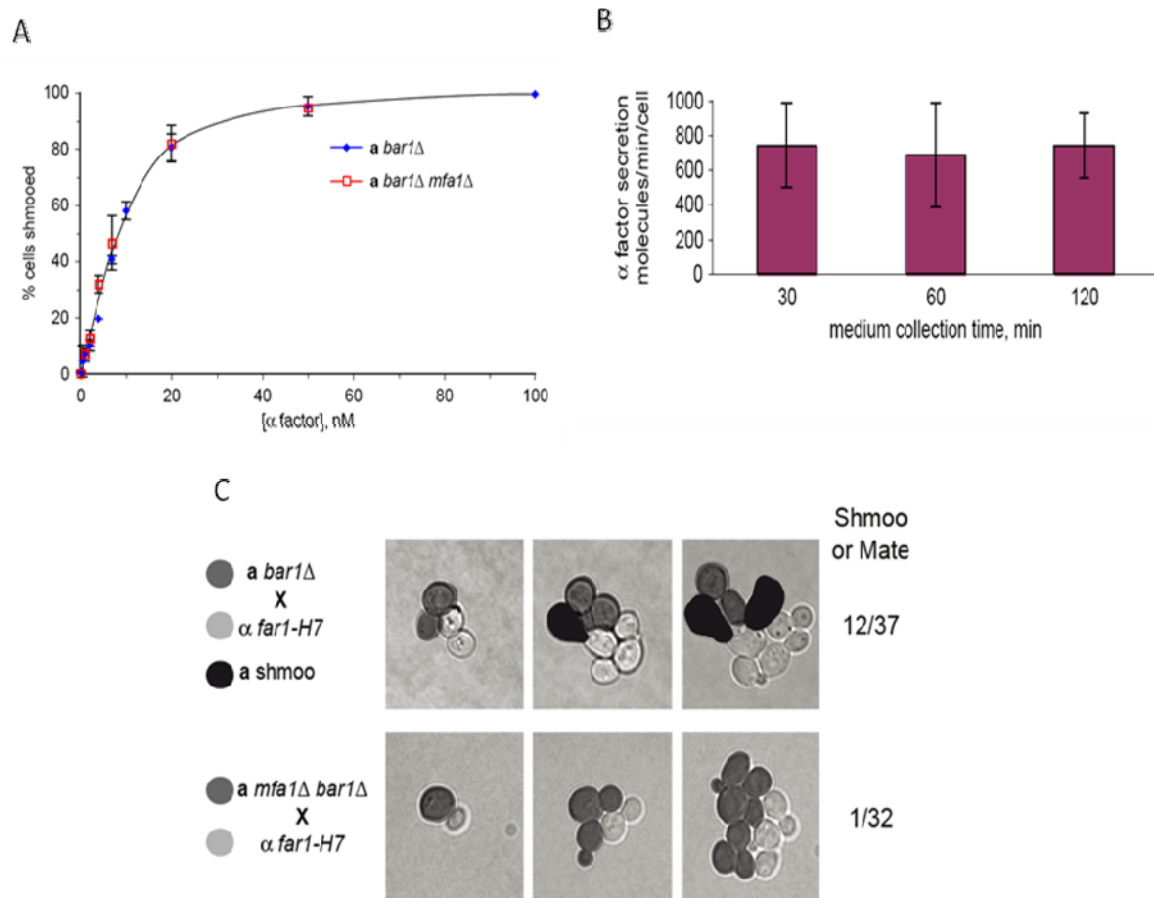 A
100
80
60
40
20
0
0 20 40 60 80 100
% cells shmooed
[α factor], nM
a bar1Δ
a bar1Δ mfa1Δ
B
1000
800
600
400
200
0
30 60 120
α factor secretion
molecules/min/cell
medium collection time, min
C
Shmoo
or Mate
a bar1Δ
X
α far1-H7
a shmoo
12/37
a mfa1Δ bar1Δ
X
α far1-H7
1/32